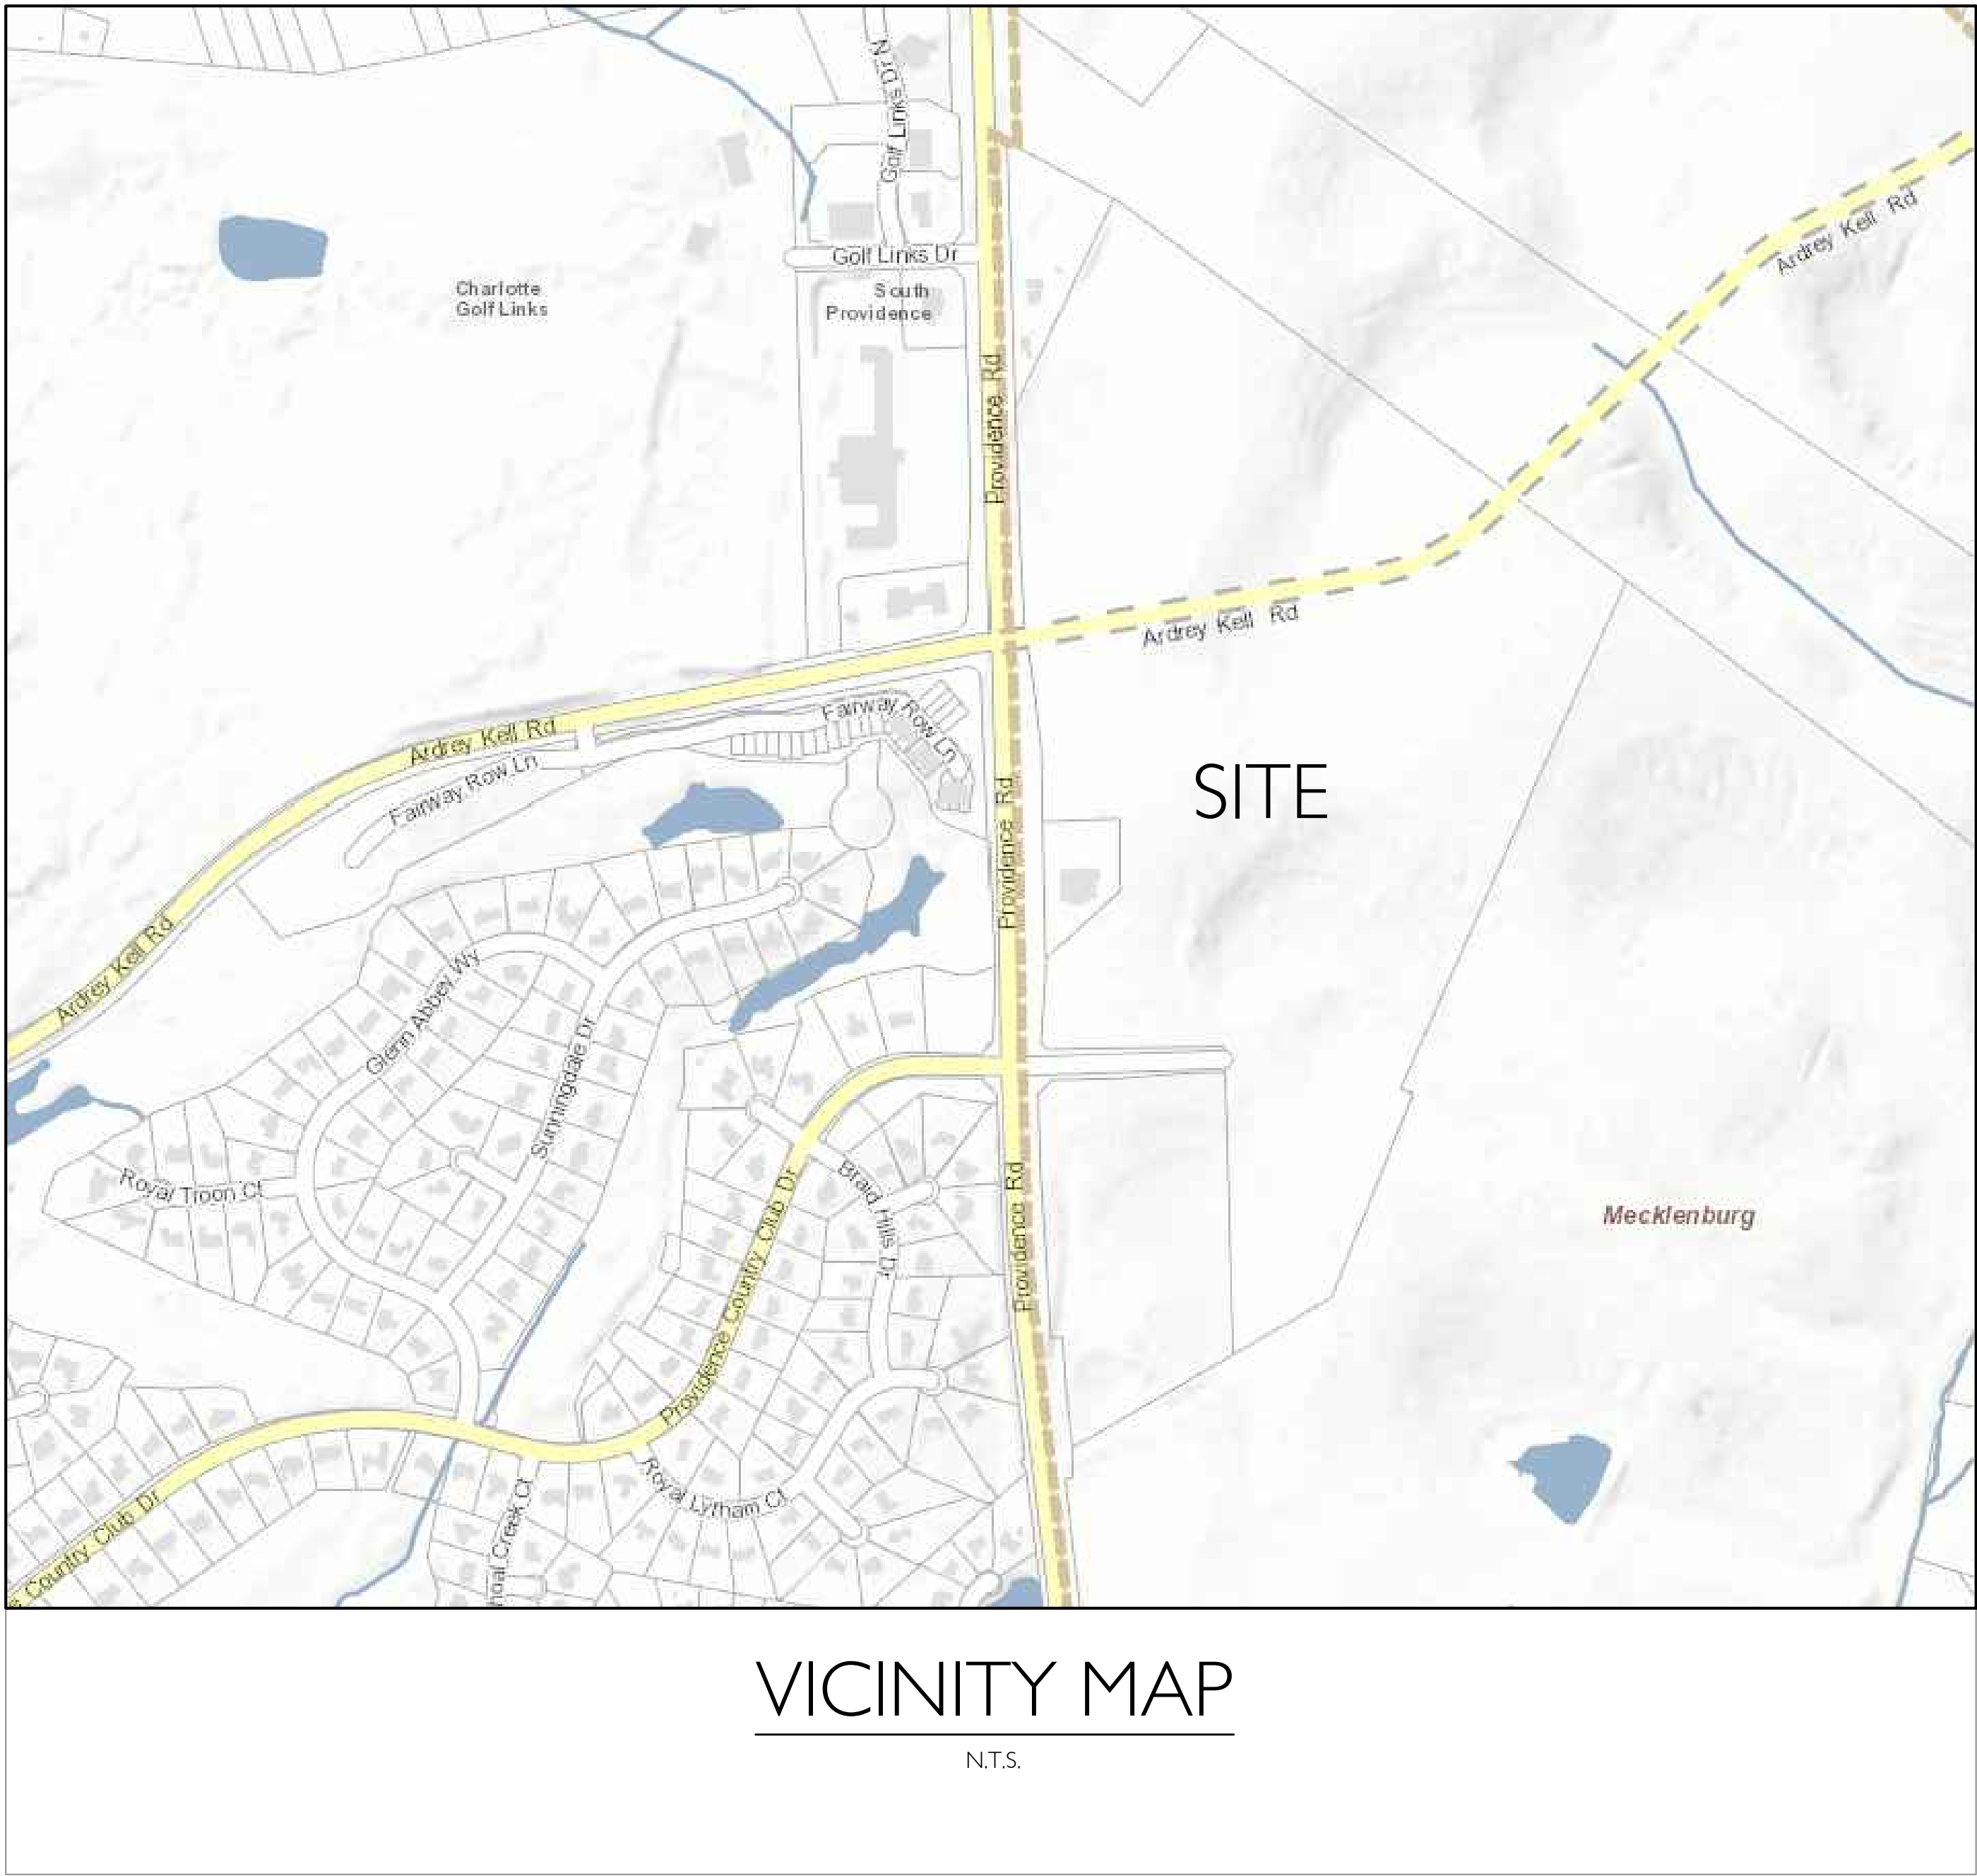 N
Golf Links Dr
Golf Links Dr
South
Providence
Charlotte
Golf Links
Ardrey Kell Rd
Providence Rd
Ardrey Kell Rd
Ardrey Kell Rd
Fairway Row Ln
Fairway Row Ln
SITE
Providence Rd
Ardrey Kell Rd
Glenn Abbey Wy
Sunningdale Dr
Royal Troon Ct
Braid Hills Dr
Providence Rd
Mecklenburg
Providence Country Club Dr
Royal Lytham Ct
Country Club Dr
hoal Creek Ct
VICINITY MAP
N.T.S.